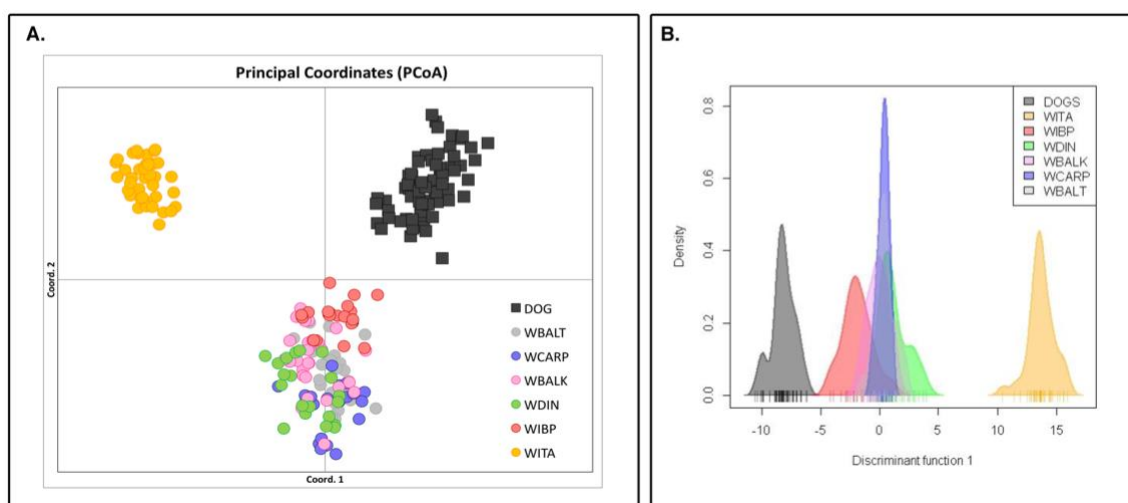 A.
Principal Coordinates (PCoA)
Coord. 2
Coord. 1
DOG
WBALT
WCARP
WBALK
WDIN
WIBP
WITA
B.
DOGS
WITA
WIBP
WDIN
WBALK
WCARP
WBALT
Density
0.8
0.6
0.4
0.2
0.0
-10
-5
0
5
10
15
Discriminant function 1